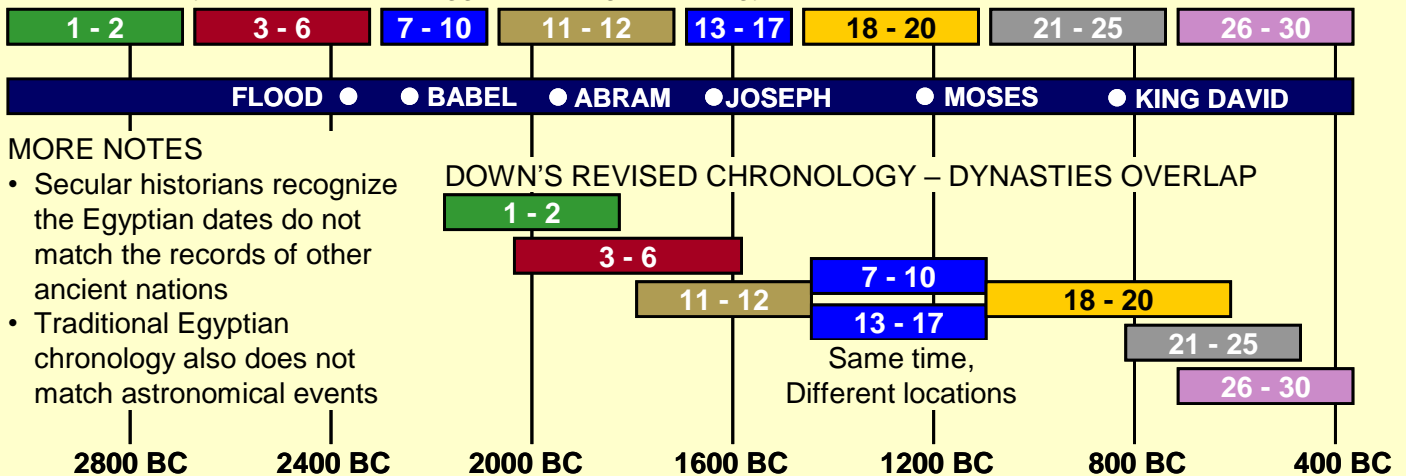 1 - 2 3 - 6 7 - 10 11 - 12 13 - 17 18 - 20 21 - 25 26 - 30
FLOOD BABEL ABRAM JOSEPH MOSES KING DAVID
MORE NOTES
• Secular historians recognize
the Egyptian dates do not
match the records of other
ancient nations
• Traditional Egyptian
chronology also does not
match astronomical events
DOWN'S REVISED CHRONOLOGY – DYNASTIES OVERLAP
1 - 2
3 - 6
7 - 10
11 - 12
13 - 17
18 - 20
Same time,
Different locations
21 - 25
26 - 30
2800 BC 2400 BC 2000 BC 1600 BC 1200 BC 800 BC 400 BC